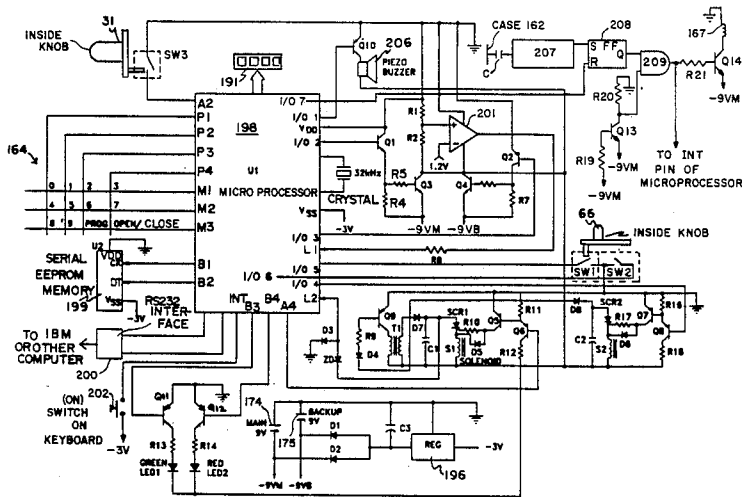 INSIDE KNOB
31
SW3
191
Q10
206
PIEZO BUZZER
CASE 162
C
207
S FF
R
Q
208
209
167
R21
Q14
-9VM
R20
Q13
R19
-9VM
-9VM
TO INT PIN OF MICROPROCESSOR
164
A2
P1
P2
P3
P4
M1
M2
M3
B1
B2
198
U1
MICRO PROCESSOR
I/O 7
I/O 1
VDD
I/O 2
32kHz CRYSTAL
VSS
-3V
I/O 3
L1
I/O 5
I/O 6
I/O 4
L2
INT
B3
B4
A4
Q1
R1
R2
R5
R4
Q3
1.2V
201
Q4
Q2
R7
-9VM
-9VB
R8
0 1 2 3
4 5 6 7
8 9 PROG OPEN/CLOSE
U2
VDD
CK
DT
VSS
SERIAL EEPROM MEMORY
199
-3V
66
INSIDE KNOB
SW1
SW2
RS232 INTERFACE
TO IBM OR OTHER COMPUTER
200
202
(ON) SWITCH ON KEYBOARD
-3V
D3
ZD
R9
D4
Q9
T1
D7
C1
SCR1
R10
D5
S1
SOLENOID
Q5
R11
Q6
R12
D8
C2
SCR2
R17
D6
S2
Q7
R16
Q8
R15
Q11
Q12
R13
R14
GREEN LED1
RED LED2
174
MAIN 9V
175
BACKUP 9V
D1
D2
C3
REG
196
-3V
-9VM
-9VB